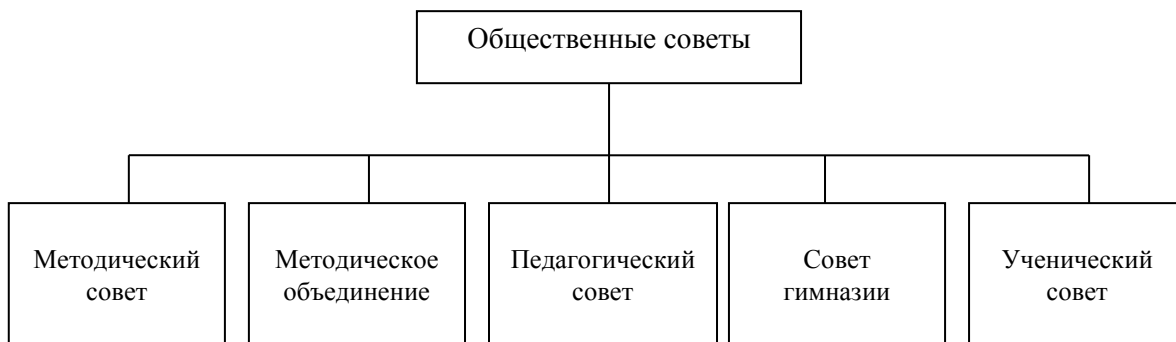 Общественные советы
Методический
совет
Методическое
объединение
Педагогический
совет
Совет
гимназии
Ученический
совет